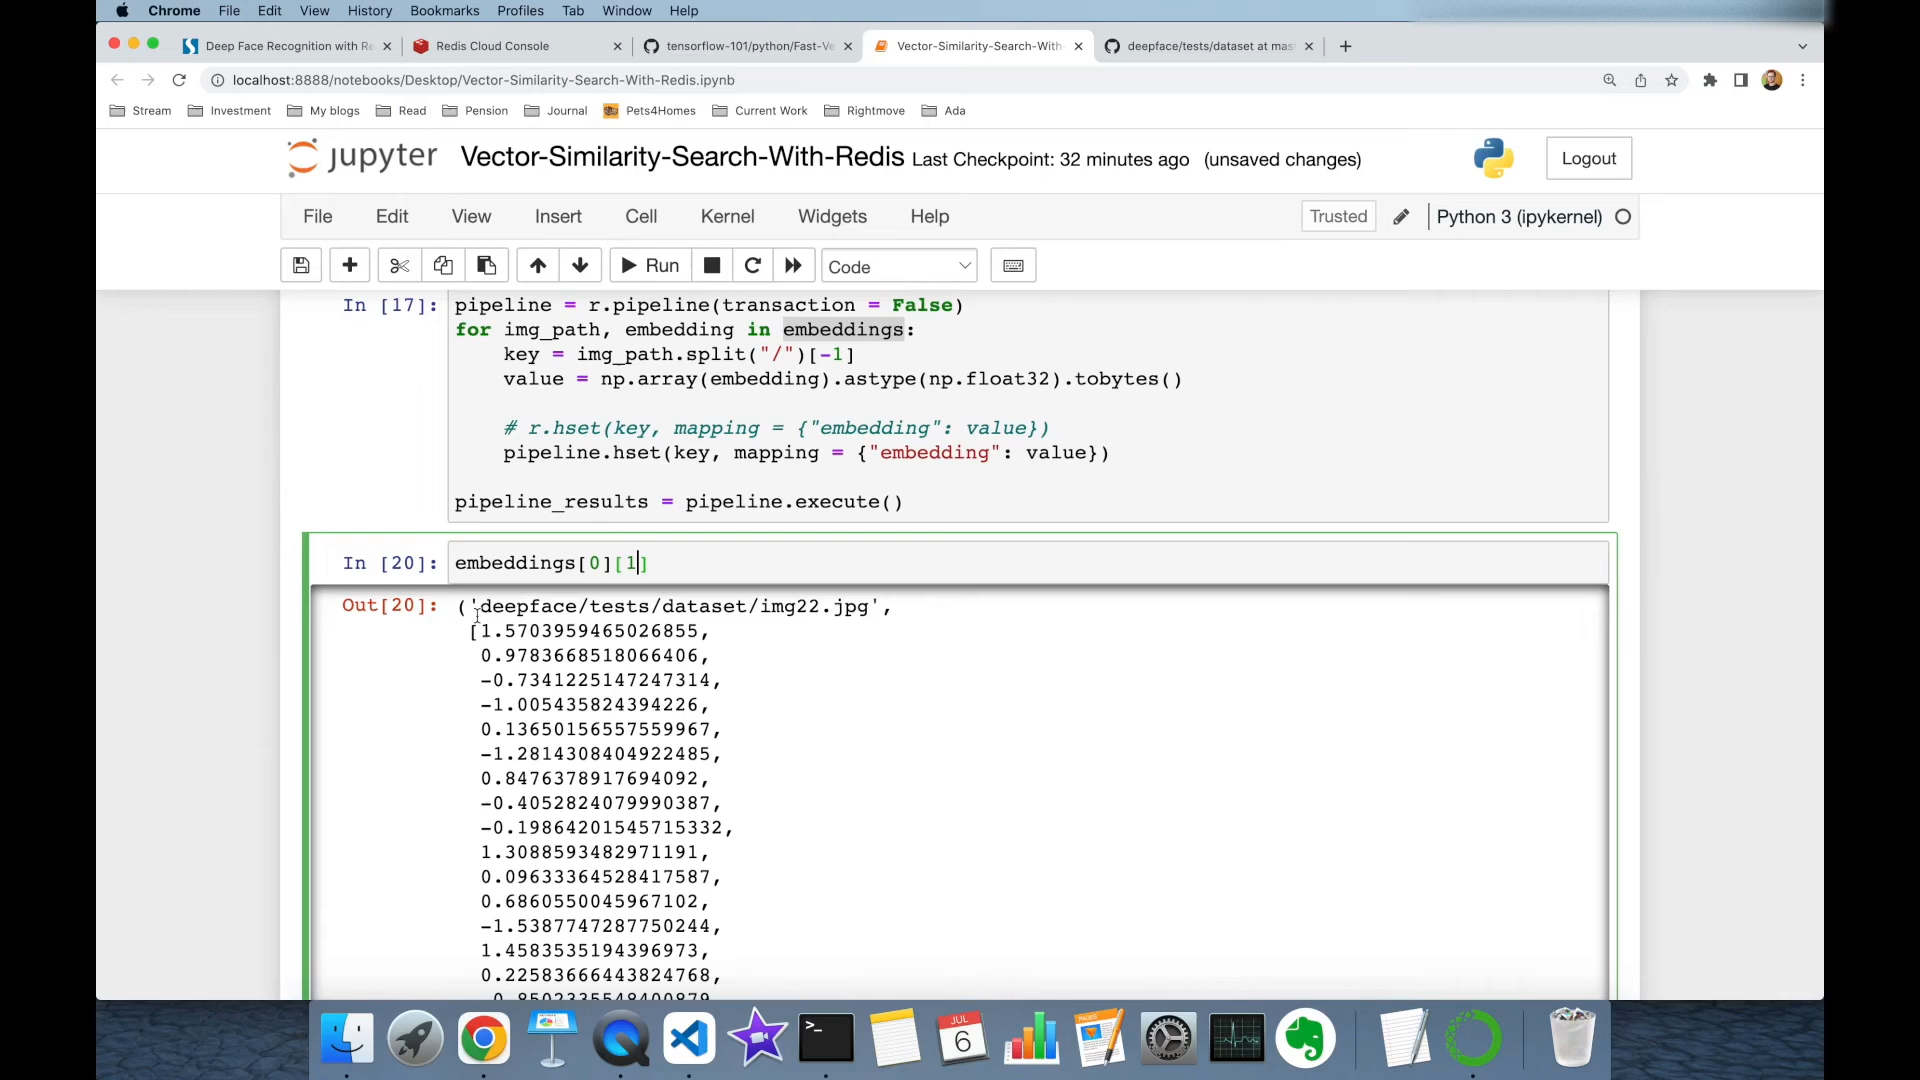 Chrome File Edit View History Bookmarks Profiles Tab Window Help
Deep Face Recognition with Re
Redis Cloud Console
tensorflow-101/python/Fast-Ve
Vector-Similarity-Search-With-
deepface/tests/dataset at mas
localhost:8888/notebooks/Desktop/Vector-Similarity-Search-With-Redis.ipynb
Stream Investment My blogs Read Pension Journal Pets4Homes Current Work Rightmove Ada
jupyter Vector-Similarity-Search-With-Redis Last Checkpoint: 32 minutes ago (unsaved changes) Logout
File Edit View Insert Cell Kernel Widgets Help Trusted Python 3 (ipykernel)
Run Code
In [17]: pipeline = r.pipeline(transaction = False)
for img_path, embedding in embeddings:
    key = img_path.split("/")[-1]
    value = np.array(embedding).astype(np.float32).tobytes()
    # r.hset(key, mapping = {"embedding": value})
    pipeline.hset(key, mapping = {"embedding": value})
pipeline_results = pipeline.execute()
In [20]: embeddings[0][1]
Out[20]: ('deepface/tests/dataset/img22.jpg',
[1.5703959465026855,
0.9783668518066406,
-0.7341225147247314,
-1.005435824394226,
0.13650156557559967,
-1.2814308404922485,
0.8476378917694092,
-0.4052824079990387,
-0.19864201545715332,
1.3088593482971191,
0.09633364528417587,
0.6860550045967102,
-1.5387747287750244,
1.4583535194396973,
0.22583666443824768,
JUL
6